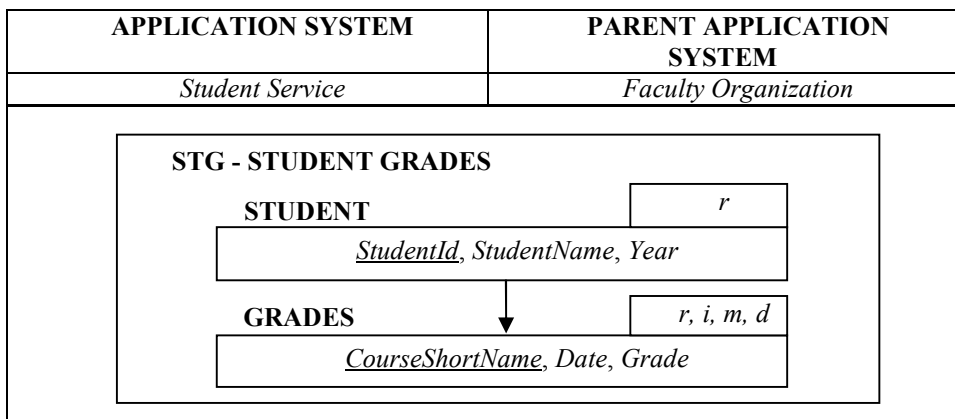 APPLICATION SYSTEM
PARENT APPLICATION
SYSTEM
Student Service
Faculty Organization
STG - STUDENT GRADES
STUDENT
r
StudentId, StudentName, Year
GRADES
r, i, m, d
CourseShortName, Date, Grade